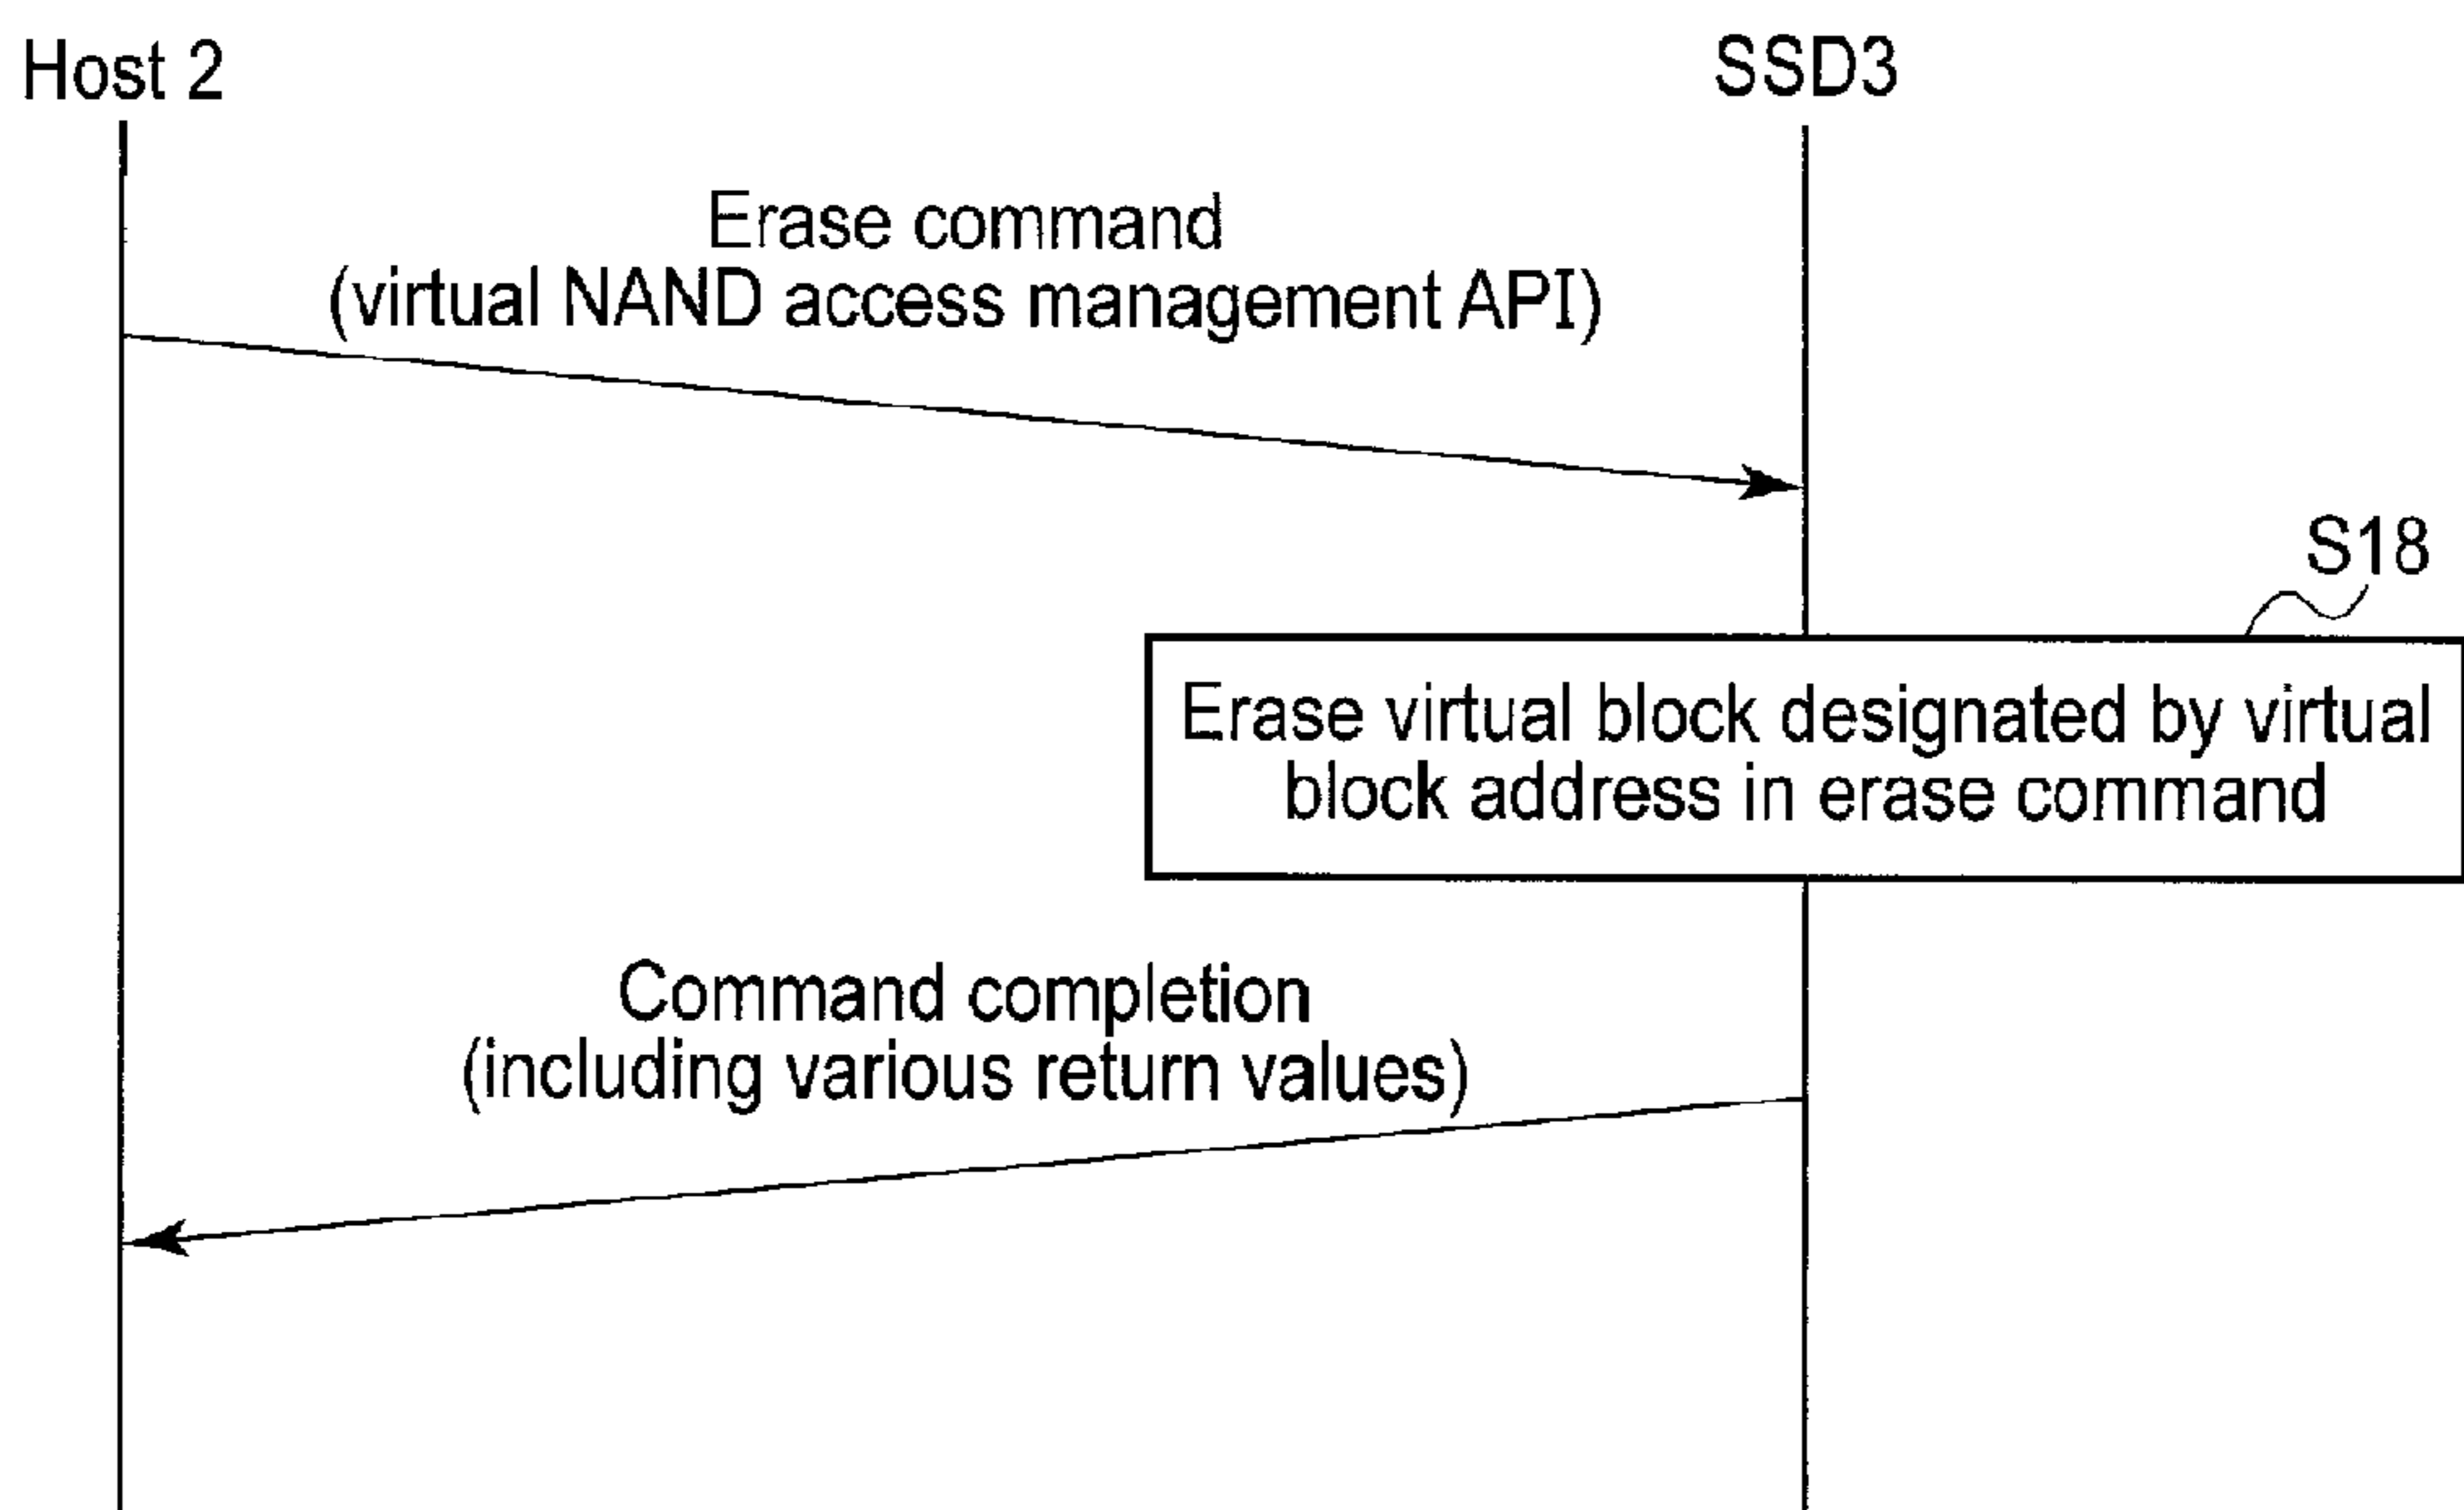 Host 2
SSD3
Erase command
(virtual NAND access management API)
S18
Erase virtual block designated by virtual
block address in erase command
Command completion
(including various return values)